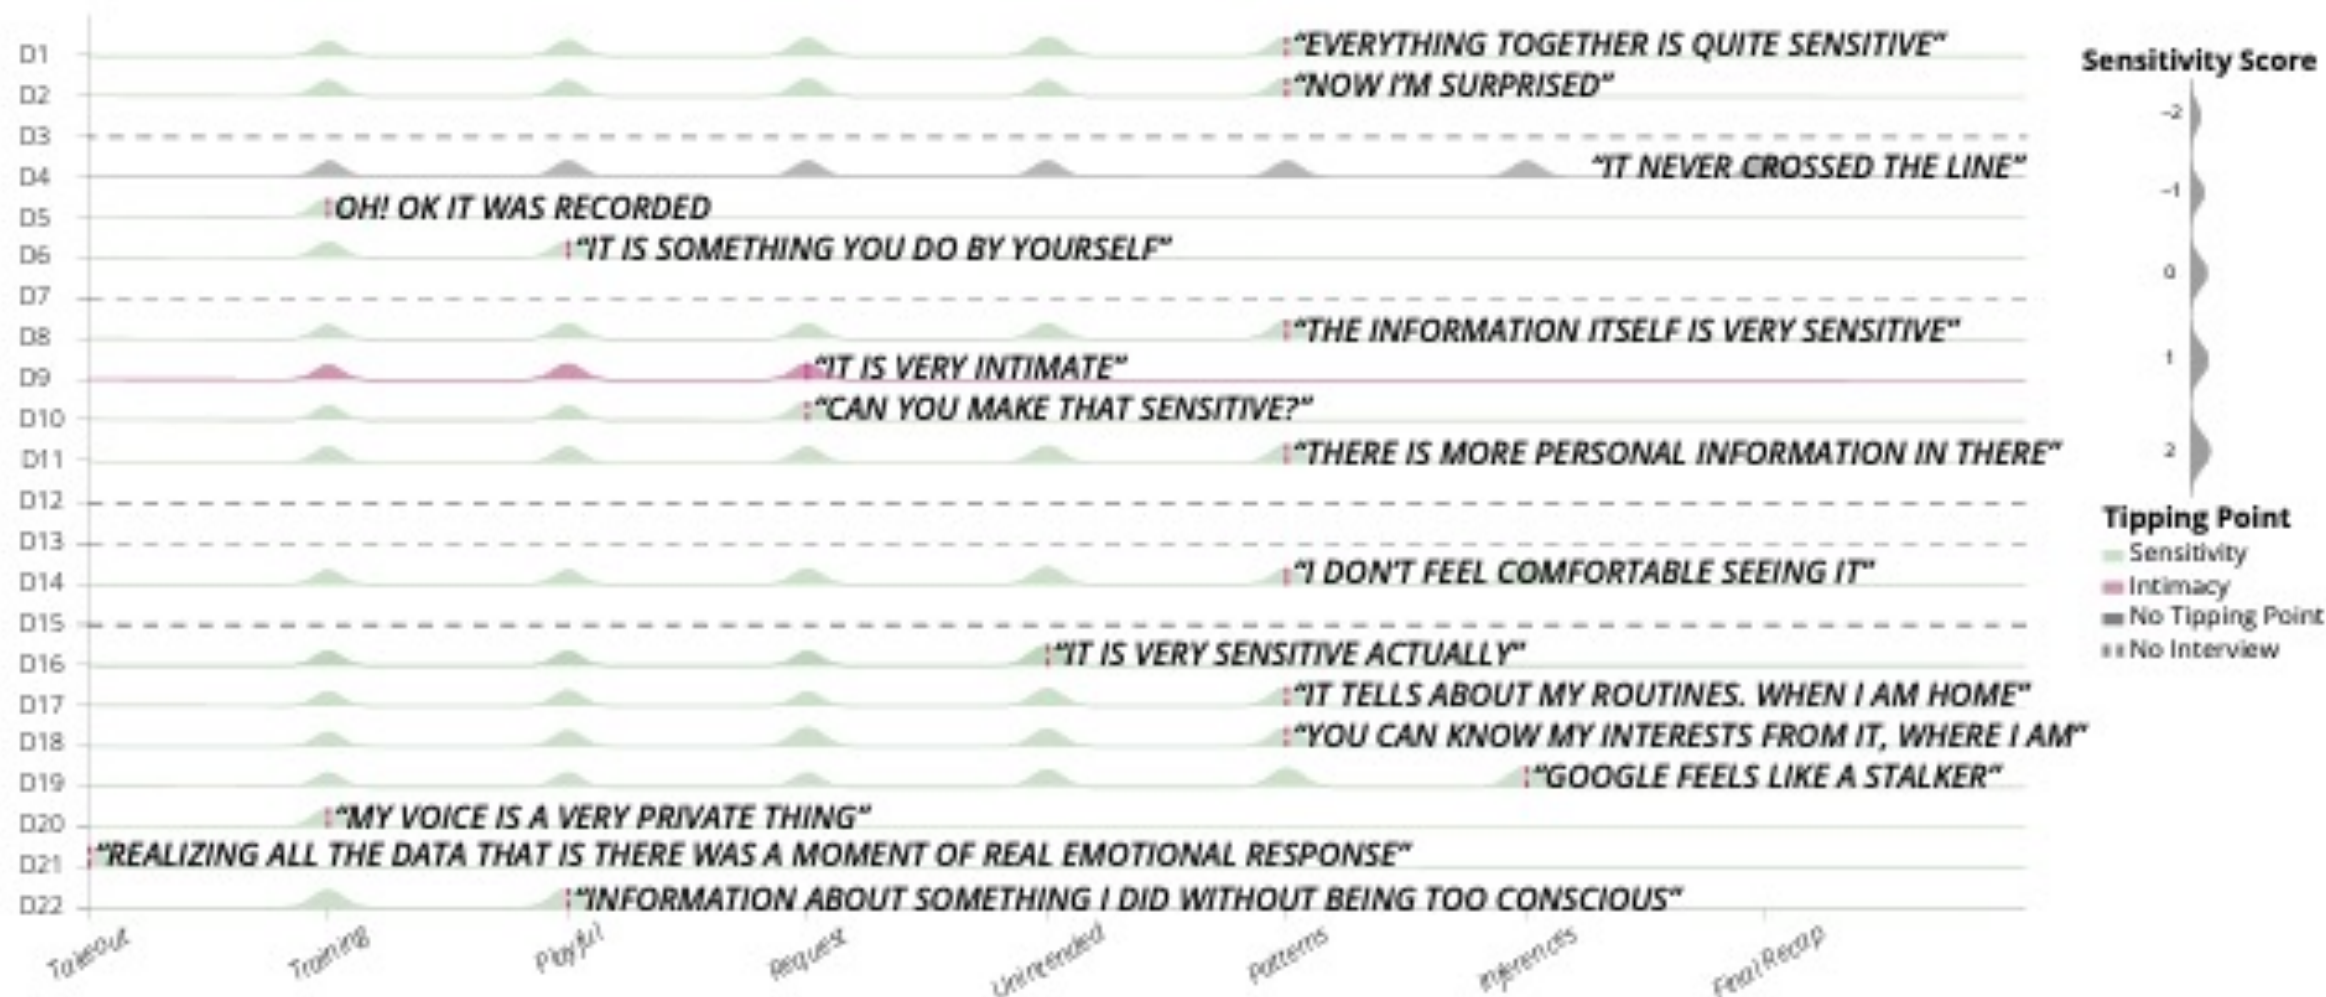 D1 “EVERYTHING TOGETHER IS QUITE SENSITIVE”
D2 “NOW I’M SURPRISED”
D3
D4 “IT NEVER CROSSED THE LINE”
D5 OH! OK IT WAS RECORDED
D6 “IT IS SOMETHING YOU DO BY YOURSELF”
D7
D8 “THE INFORMATION ITSELF IS VERY SENSITIVE”
D9 “IT IS VERY INTIMATE”
D10 “CAN YOU MAKE THAT SENSITIVE?”
D11 “THERE IS MORE PERSONAL INFORMATION IN THERE”
D12
D13
D14 “I DON’T FEEL COMFORTABLE SEEING IT”
D15
D16 “IT IS VERY SENSITIVE ACTUALLY”
D17 “IT TELLS ABOUT MY ROUTINES. WHEN I AM HOME”
D18 “YOU CAN KNOW MY INTERESTS FROM IT, WHERE I AM”
D19 “GOOGLE FEELS LIKE A STALKER”
D20 “MY VOICE IS A VERY PRIVATE THING”
D21 “REALIZING ALL THE DATA THAT IS THERE WAS A MOMENT OF REAL EMOTIONAL RESPONSE”
D22 “INFORMATION ABOUT SOMETHING I DID WITHOUT BEING TOO CONSCIOUS”
Takeout
Training
Playful
Request
Unintended
Patterns
Inferences
Final Recap
Sensitivity Score
-2
-1
0
1
2
Tipping Point
Sensitivity
Intimacy
No Tipping Point
No Interview